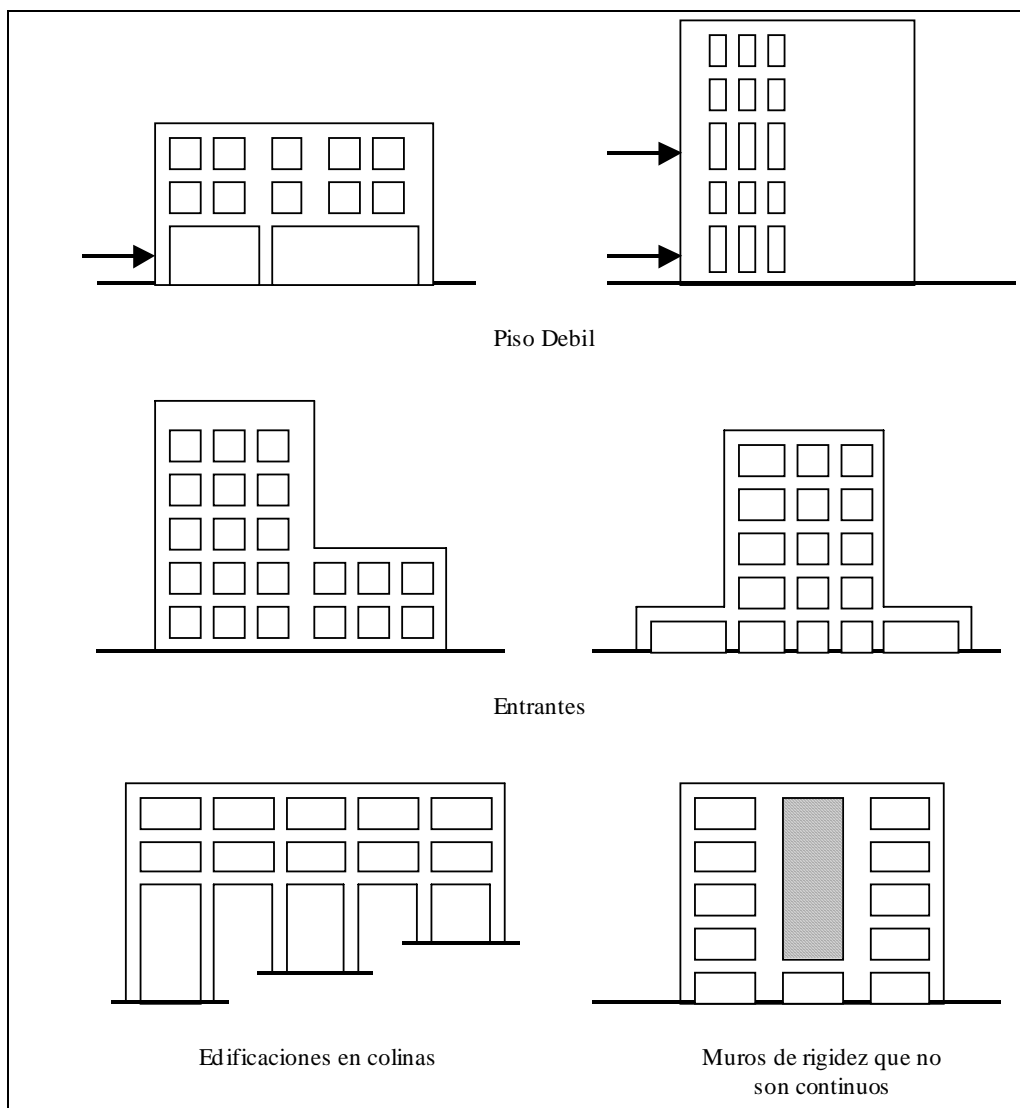 Piso Debil
Entrantes
Edificaciones en colinas
Muros de rigidez que no
son continuos